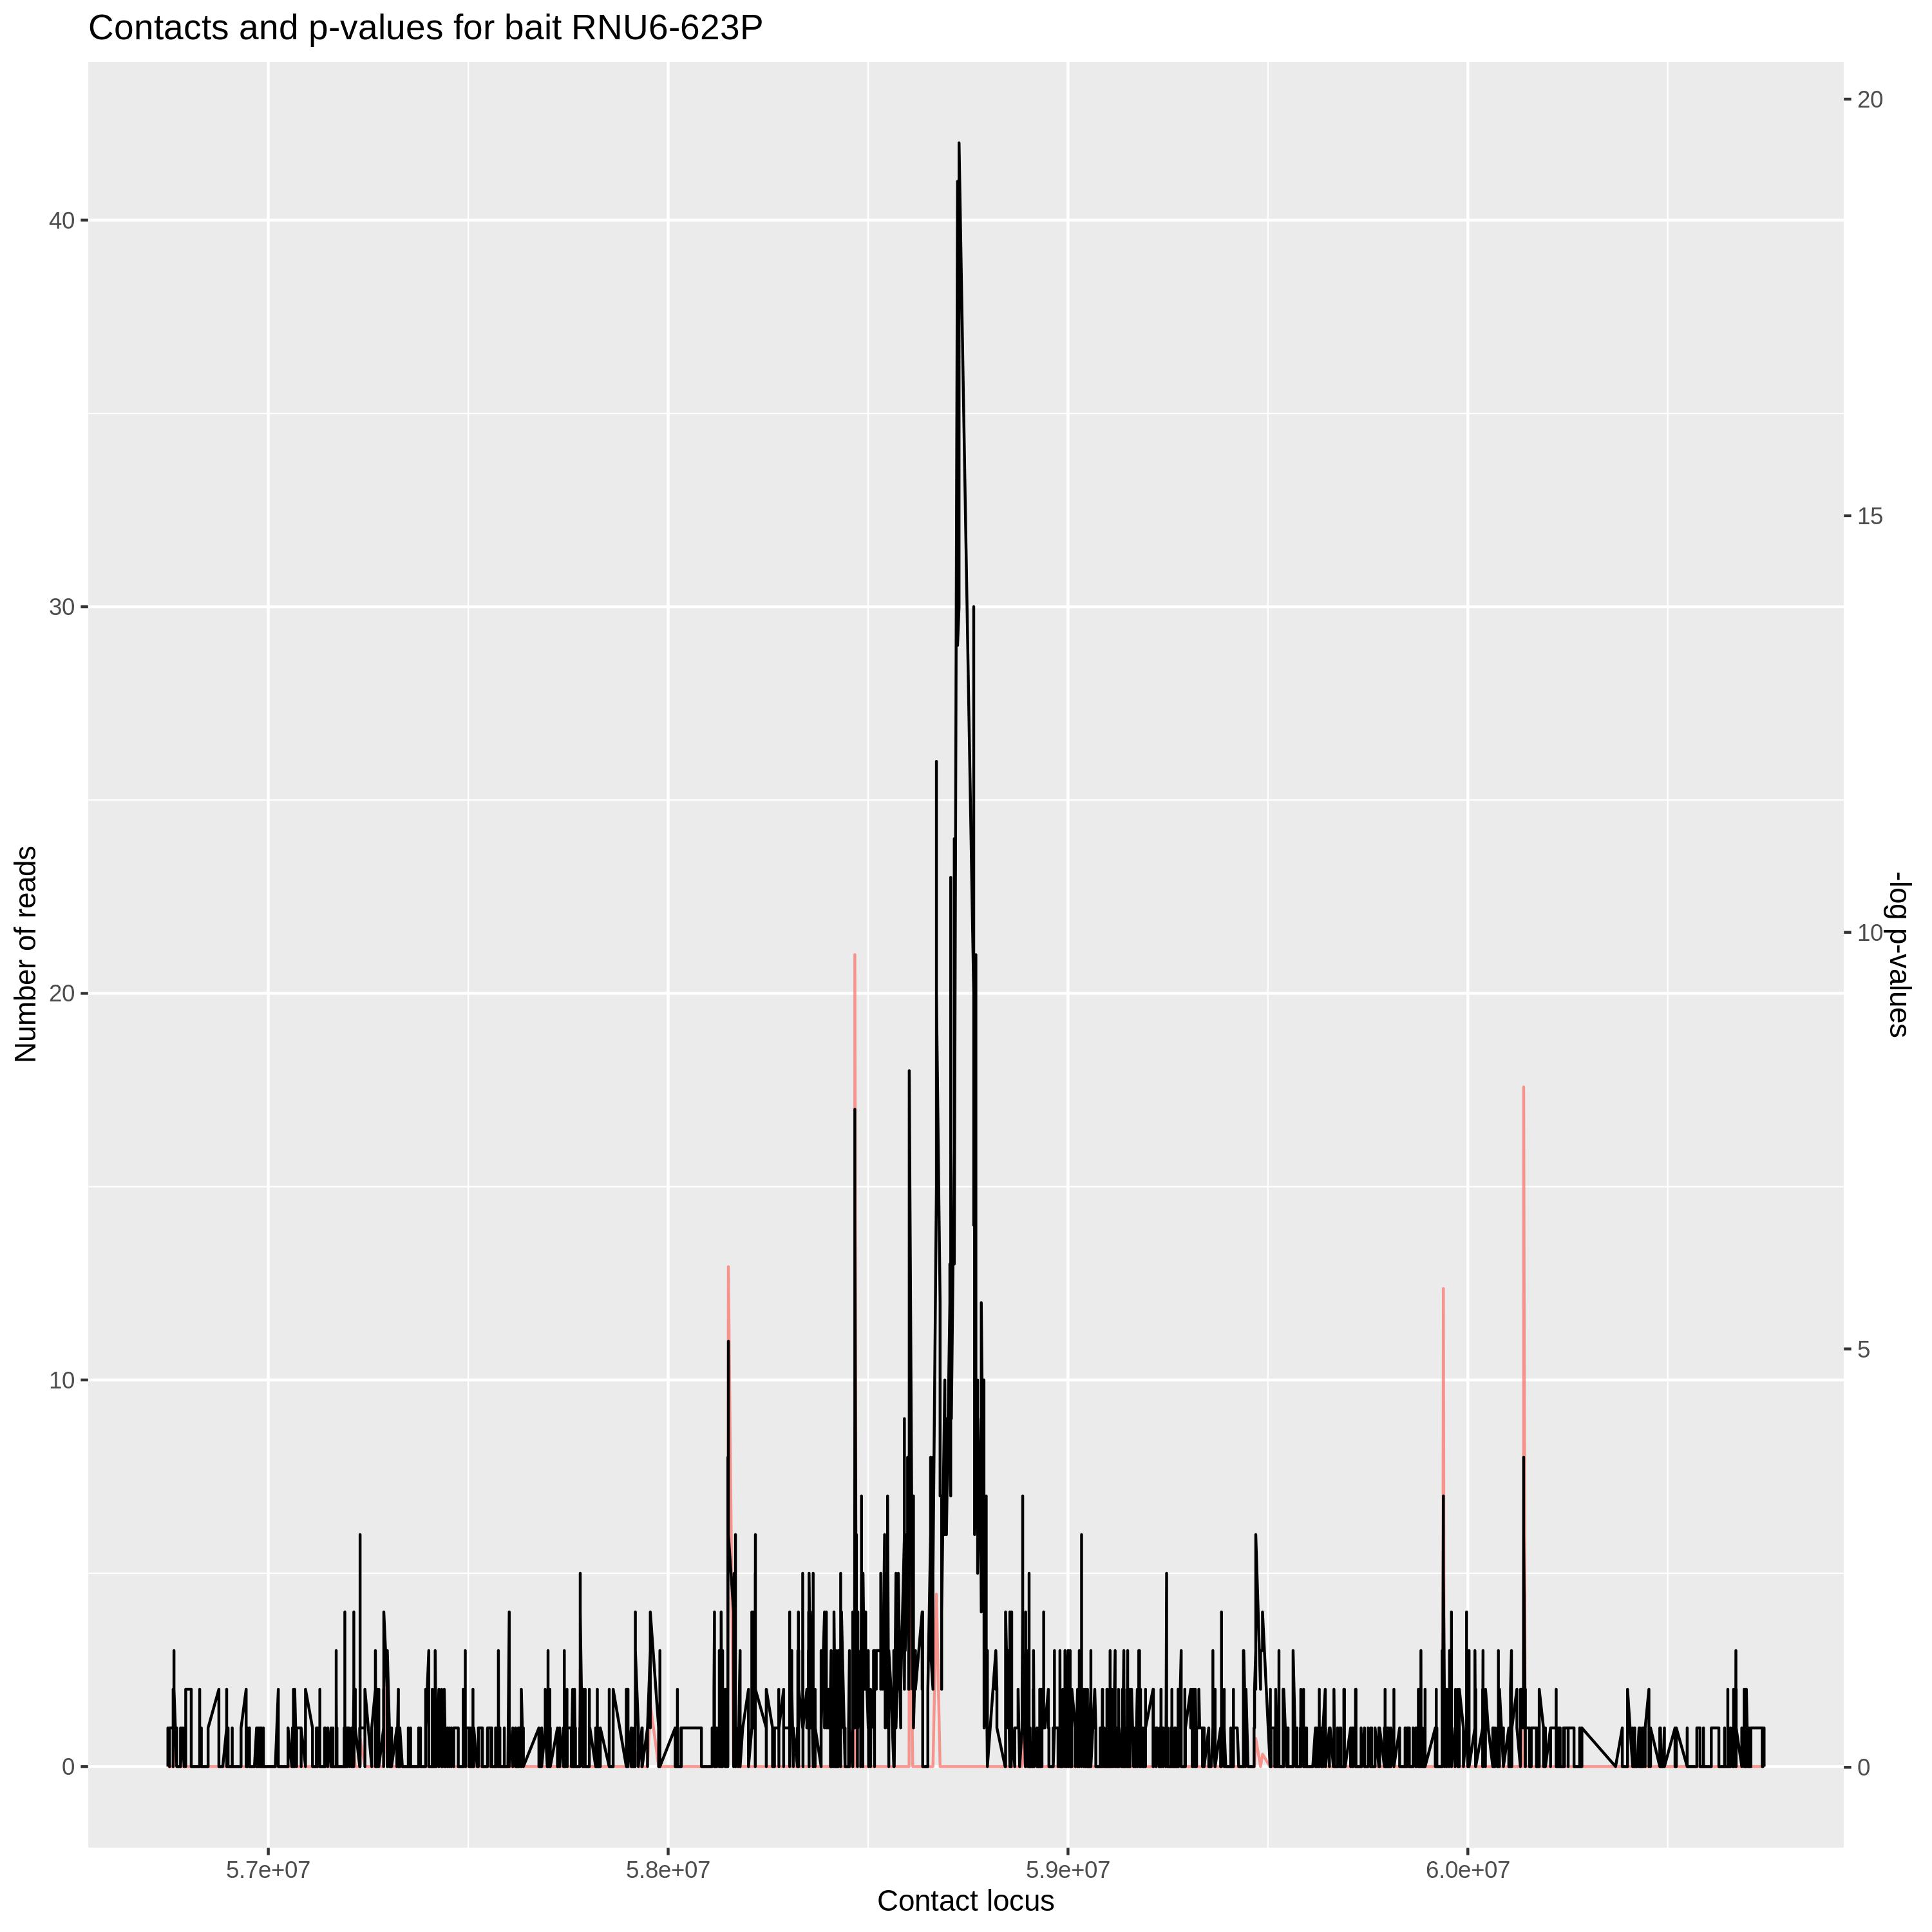 Contacts and p-values for bait RNU6-623P
20
40
15
30
Number of reads
-log p-values
10
20
5
10
0
0
5.7e+07
5.8e+07
5.9e+07
6.0e+07
Contact locus